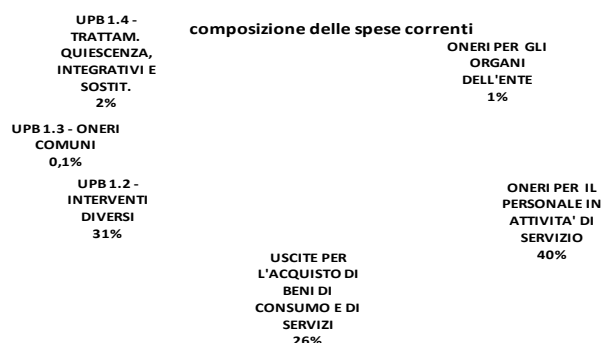 composizione delle spese correnti
UPB 1.4 -
TRATTAM.
QUIESCENZA,
INTEGRATIVI E
SOSTIT.
2%
ONERI PER GLI
ORGANI
DELL'ENTE
1%
UPB 1.3 - ONERI
COMUNI
0,1%
UPB 1.2 -
INTERVENTI
DIVERSI
31%
ONERI PER IL
PERSONALE IN
ATTIVITA' DI
SERVIZIO
40%
USCITE PER
L'ACQUISTO DI
BENI DI
CONSUMO E DI
SERVIZI
26%